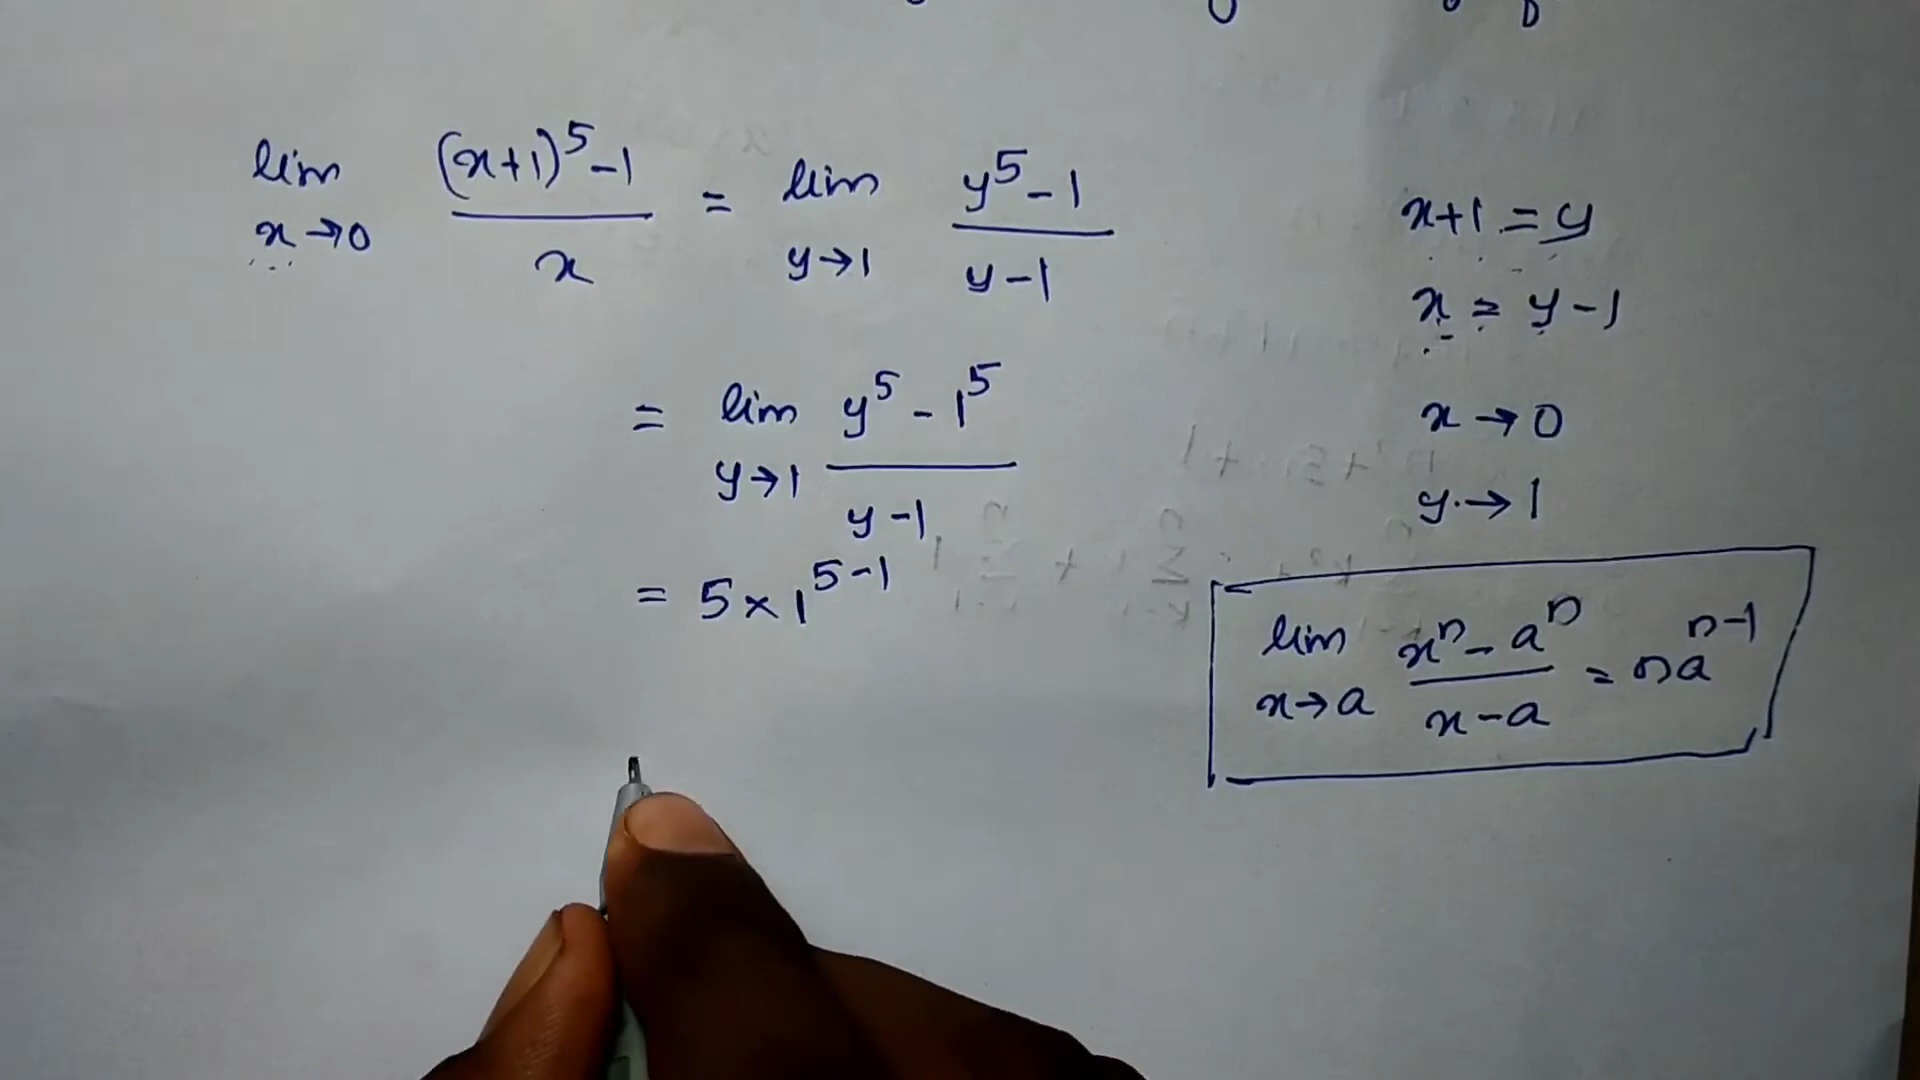 lim (x+1)^5-1 / x = lim y^5-1 / y-1
x→0 y→1
= lim y^5-1^5 / y-1
y→1
= 5×1^5-1
x+1=y
x=y-1
x→0
y→1
lim x^n-a^n / x-a = na^n-1
x→a